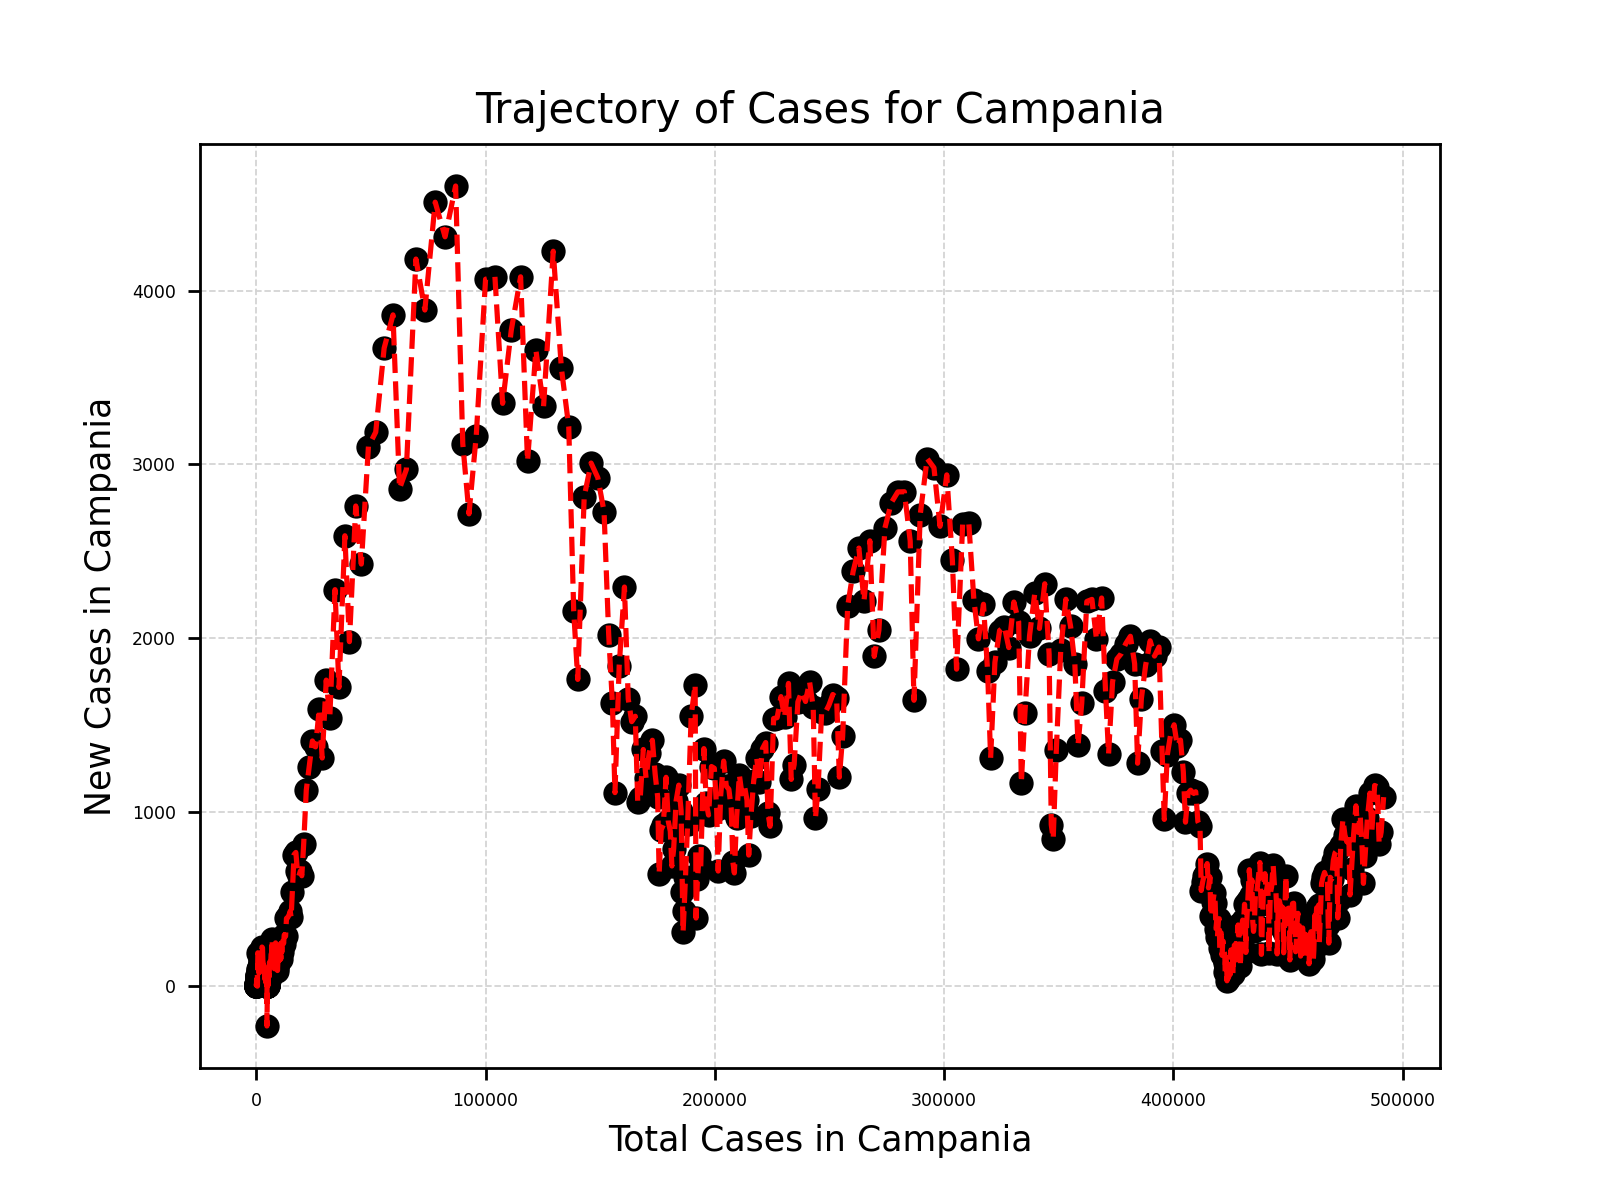 Trajectory of Cases for Campania
New Cases in Campania
4000
3000
2000
1000
0
0 100000 200000 300000 400000 500000
Total Cases in Campania